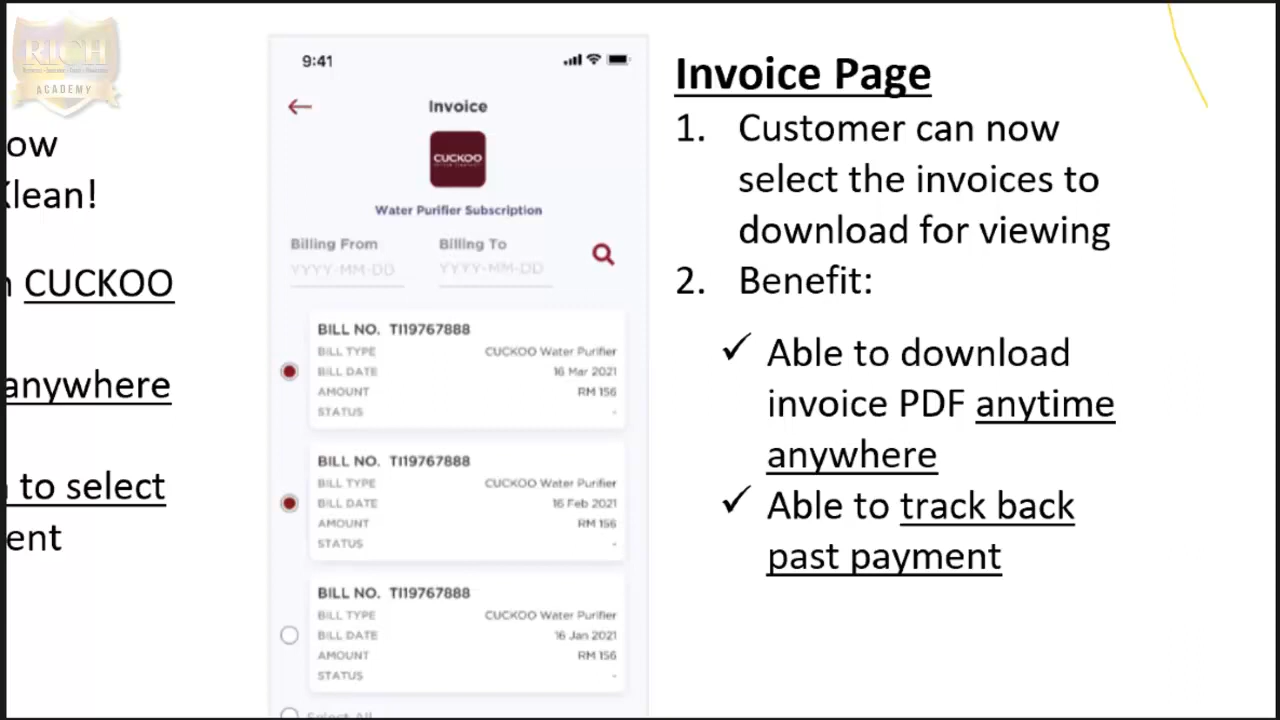 RICH
ACADEMY
ow
Klean!
CUCKOO
anywhere
to select
ent
9:41
Invoice
CUCKOO
Water Purifier Subscription
Billing From Billing To
YYYY-MM-DD YYYY-MM-DD
BILL NO. TI19767888
BILL TYPE CUCKOO Water Purifier
BILL DATE 16 Mar 2021
AMOUNT RM 156
STATUS -
BILL NO. TI19767888
BILL TYPE CUCKOO Water Purifier
BILL DATE 16 Feb 2021
AMOUNT RM 156
STATUS -
BILL NO. TI19767888
BILL TYPE CUCKOO Water Purifier
BILL DATE 16 Jan 2021
AMOUNT RM 156
STATUS -
Select All
Invoice Page
1. Customer can now
select the invoices to
download for viewing
2. Benefit:
✓ Able to download
invoice PDF anytime
anywhere
✓ Able to track back
past payment